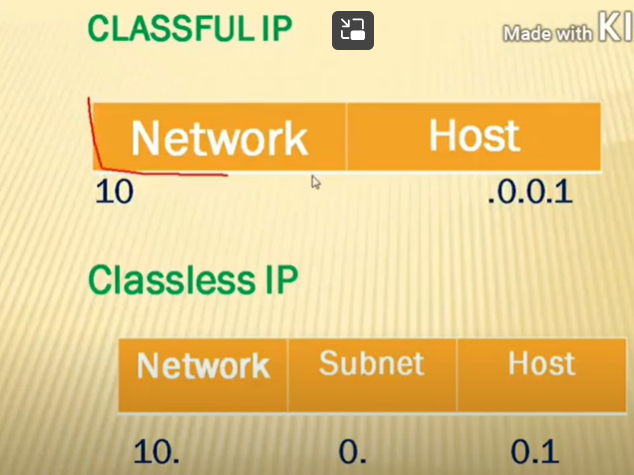 CLASSFUL IP
Made with KI
Network Host
10 .0.0.1
Classless IP
Network Subnet Host
10. 0. 0.1